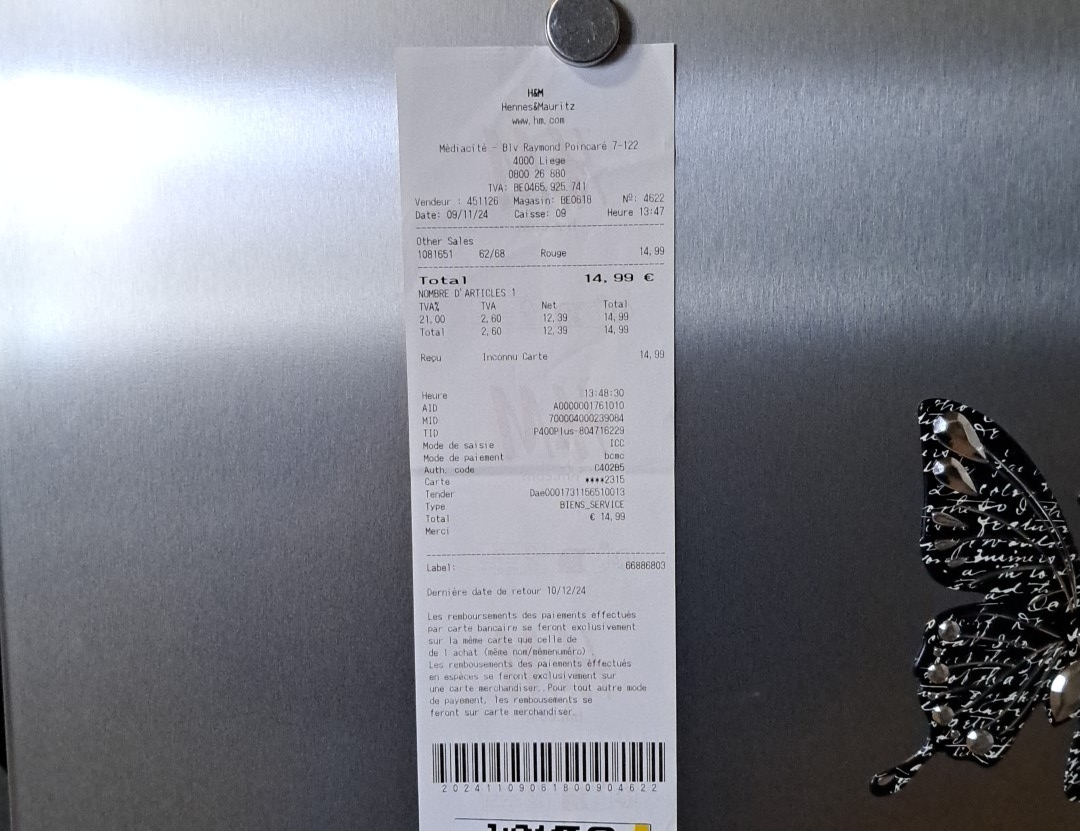 H&M
Hennes&Mauritz
www.hm.com
Médiacité - Blv Raymond Poincaré 7-122
4000 Liege
0800 26 880
TVA: BE0465.925.741
Vendeur : 451126 Magasin: BE0618 Nº: 4622
Date: 09/11/24 Caisse: 09 Heure 13:47
Other Sales
1081651 62/68 Rouge 14,99
Total 14,99 €
NOMBRE D'ARTICLES 1
TVA% TVA Net Total
21,00 2,60 12,39 14,99
Total 2,60 12,39 14,99
Reçu Inconnu Carte 14,99
Heure 13:48:30
AID A0000001761010
MID 700004000239084
TID P400Plus-804716229
Mode de saisie ICC
Mode de paiement bcmc
Auth. code C402B5
Carte ****2315
Tender Dae0001731156510013
Type BIENS_SERVICE
Total € 14,99
Merci
Label: 66886803
Dernière date de retour 10/12/24
Les remboursements des paiements effectués
par carte bancaire se feront exclusivement
sur la même carte que celle de
de l achat (même nom/mêmenuméro) .
Les rembousements des paiements éffectués
en espèces se feront exclusivement sur
une carte merchandiser. .Pour tout autre mode
de payement, les rembousements se
feront sur carte merchandiser.
20241109061800904622